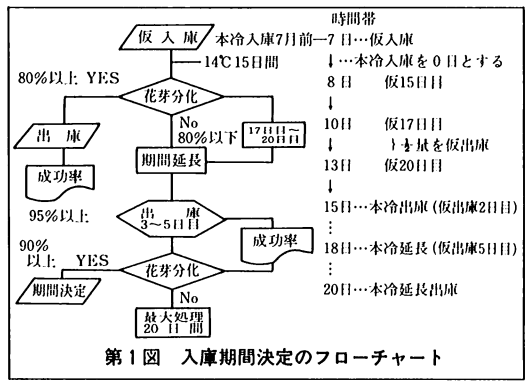 時間帯
仮入庫 本冷入庫7月前―7日…仮入庫
14℃15日間 ↓…本冷入庫を0日とする
80%以上 YES 花芽分化 8日 仮15日目
↓
出庫 No 80%以下 17日目～20日目 10日 仮17日目
成功率 期間延長 ↓ を仮出庫
13日 仮20日目
↓
95%以上 出庫 3～5日目 15日…本冷出庫(仮出庫2日目)
90%以上 YES 成功率 18日…本冷延長(仮出庫5日目)
期間決定 花芽分化
No 20日…本冷延長出庫
最大処理
20日間
第1図 入庫期間決定のフローチャート